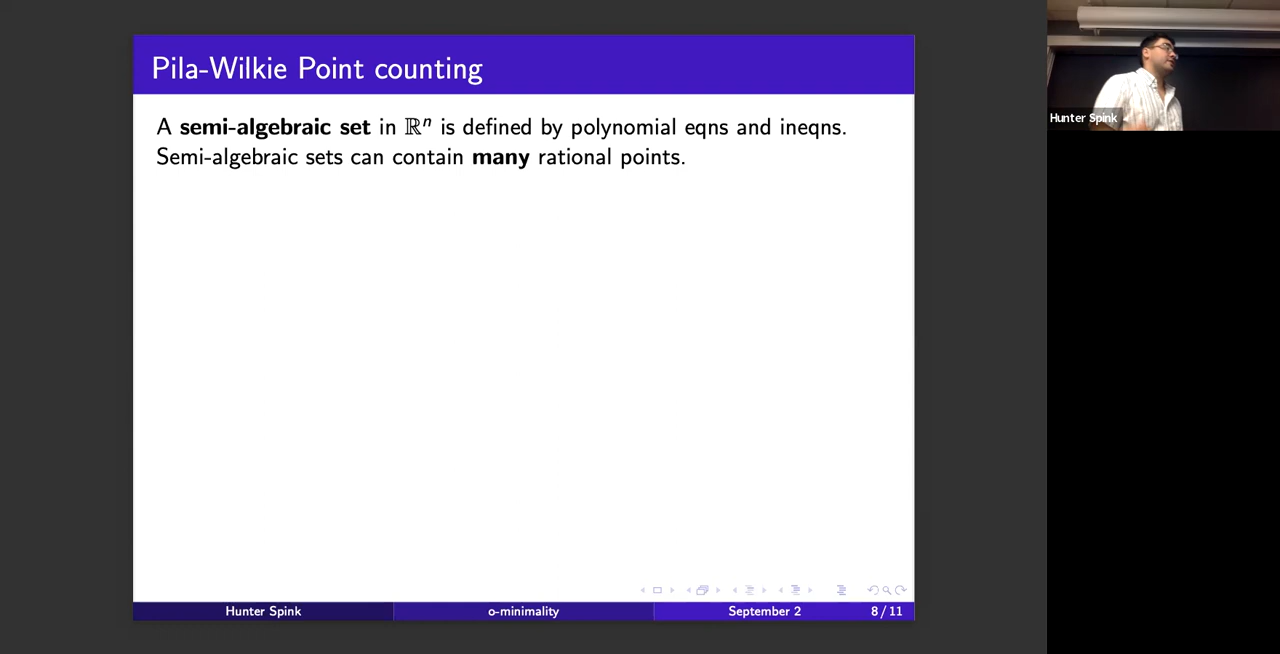 Pila-Wilkie Point counting
A semi-algebraic set in ℝⁿ is defined by polynomial eqns and ineqns.
Semi-algebraic sets can contain many rational points.
Hunter Spink
Hunter Spink
o-minimality
September 2
8 / 11